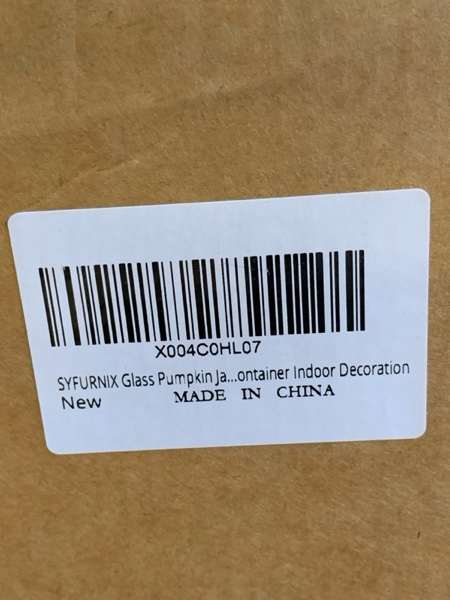 X004C0HL07
SYFURNIX Glass Pumpkin Ja...ontainer Indoor Decoration
New MADE IN CHINA